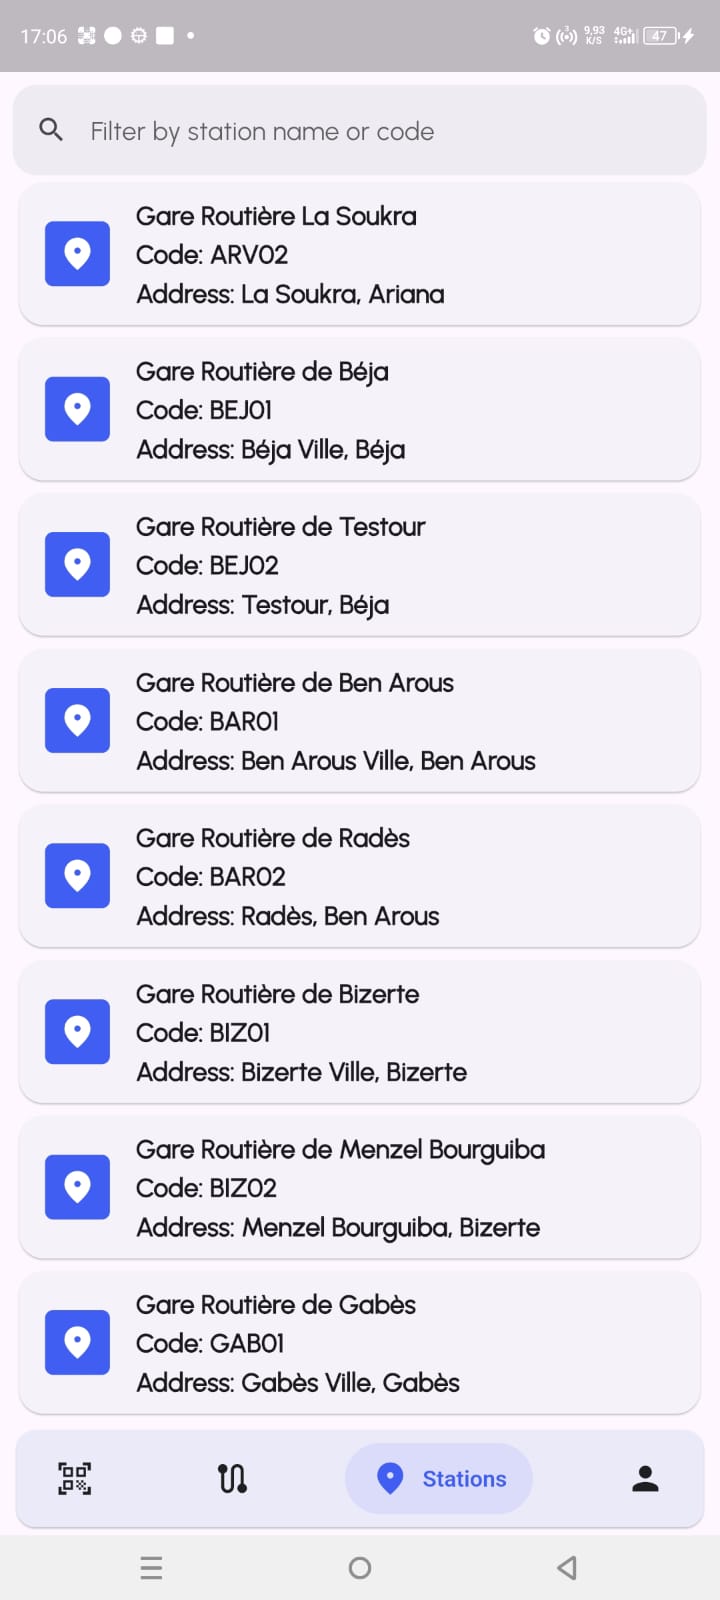 17:06
9,93
K/S
4G+
47
Filter by station name or code
Gare Routière La Soukra
Code: ARV02
Address: La Soukra, Ariana
Gare Routière de Béja
Code: BEJ01
Address: Béja Ville, Béja
Gare Routière de Testour
Code: BEJ02
Address: Testour, Béja
Gare Routière de Ben Arous
Code: BAR01
Address: Ben Arous Ville, Ben Arous
Gare Routière de Radès
Code: BAR02
Address: Radès, Ben Arous
Gare Routière de Bizerte
Code: BIZ01
Address: Bizerte Ville, Bizerte
Gare Routière de Menzel Bourguiba
Code: BIZ02
Address: Menzel Bourguiba, Bizerte
Gare Routière de Gabès
Code: GAB01
Address: Gabès Ville, Gabès
Stations